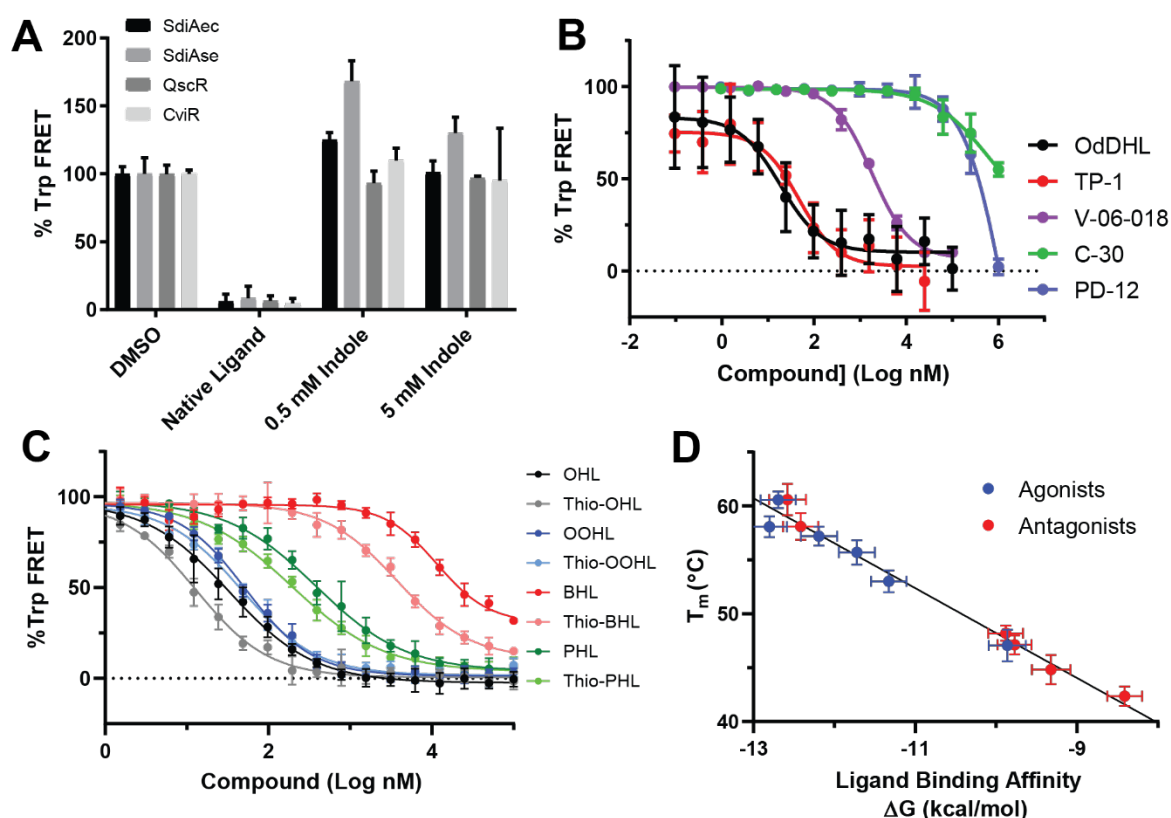 A
SdiAec
SdiAse
QscR
CviR
% Trp FRET
200
150
100
50
0
DMSO
Native Ligand
0.5 mM Indole
5 mM Indole
B
% Trp FRET
100
50
0
-2
0
2
4
6
Compound] (Log nM)
OdDHL
TP-1
V-06-018
C-30
PD-12
C
%Trp FRET
100
50
0
0
2
4
Compound (Log nM)
OHL
Thio-OHL
OOHL
Thio-OOHL
BHL
Thio-BHL
PHL
Thio-PHL
D
Agonists
Antagonists
Tm (°C)
60
50
40
-13
-11
-9
Ligand Binding Affinity
ΔG (kcal/mol)